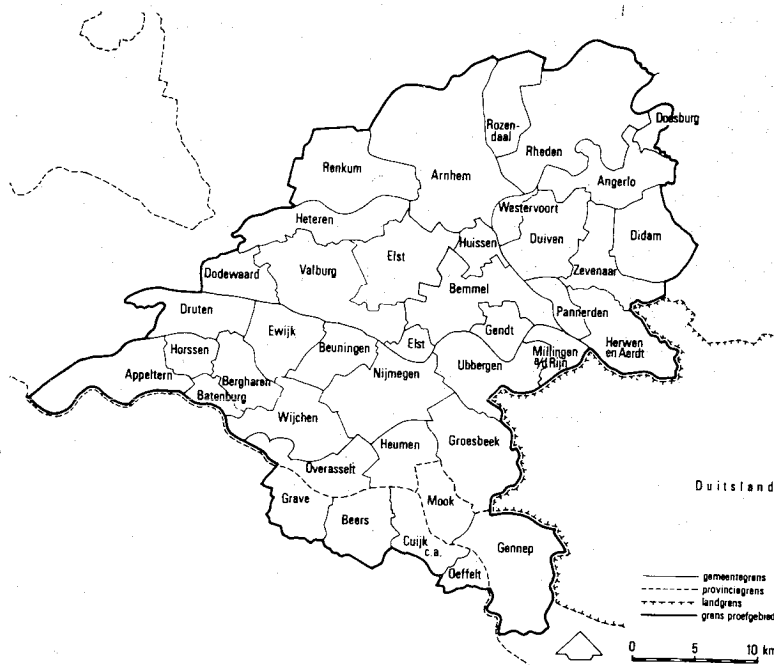 Doesburg
Rozen-
daal
Rheden
Renkum
Arnhem
Angerlo
Westervoort
Heteren
Huissen
Duiven
Didam
Elst
Dodewaard
Valburg
Zevenaar
Bemmel
Druten
Pannerden
Ewijk
Gendt
Herwen
en Aerdt
Horssen
Beuningen
Elst
Millingen
a/d Rijn
Ubbergen
Appeltern
Bergharen
Nijmegen
Batenburg
Wijchen
Heumen
Groesbeek
Overasselt
Duitsland
Grave
Mook
Beers
Cuijk
c.a.
Gennep
Oeffelt
gemeentegrens
provinciegrens
landgrens
grens proefgebied
0 5 10 km